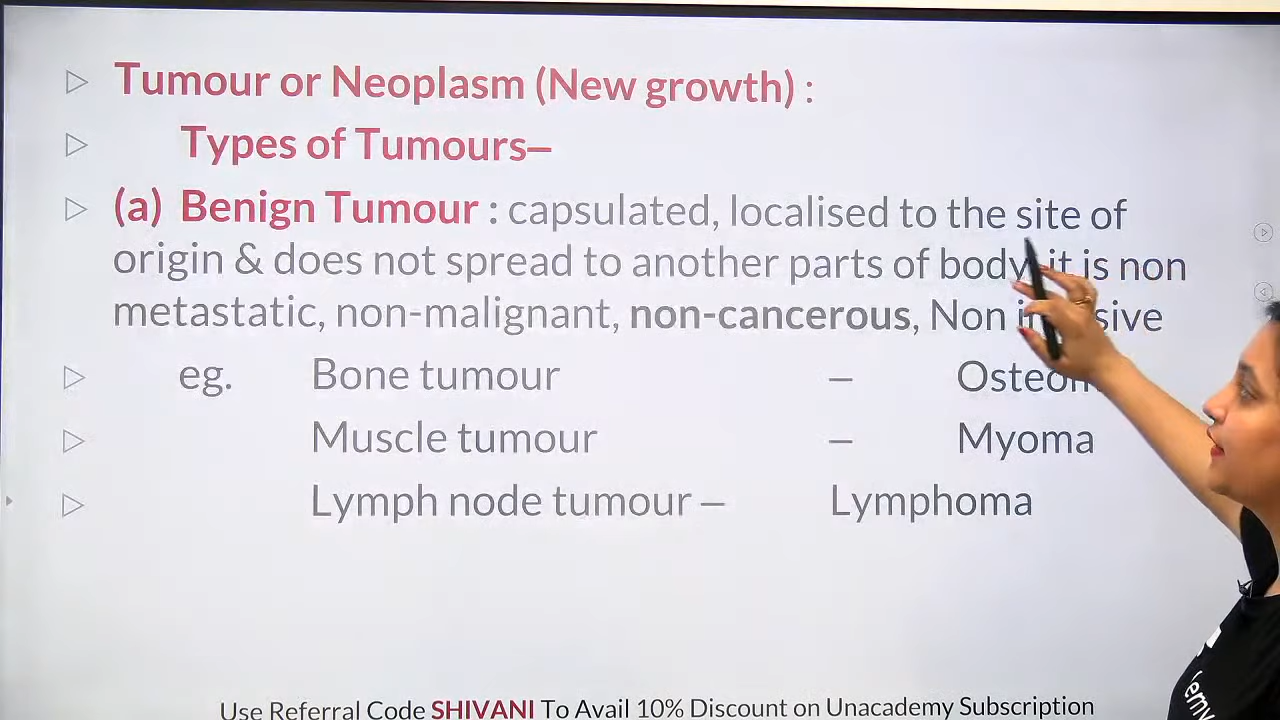 Tumour or Neoplasm (New growth) :
Types of Tumours–
(a) Benign Tumour : capsulated, localised to the site of
origin & does not spread to another parts of body it is non
metastatic, non-malignant, non-cancerous, Non
eg. Bone tumour –
Muscle tumour – Myoma
Lymph node tumour – Lymphoma
Use Referral Code SHIVANI To Avail 10% Discount on Unacademy Subscription